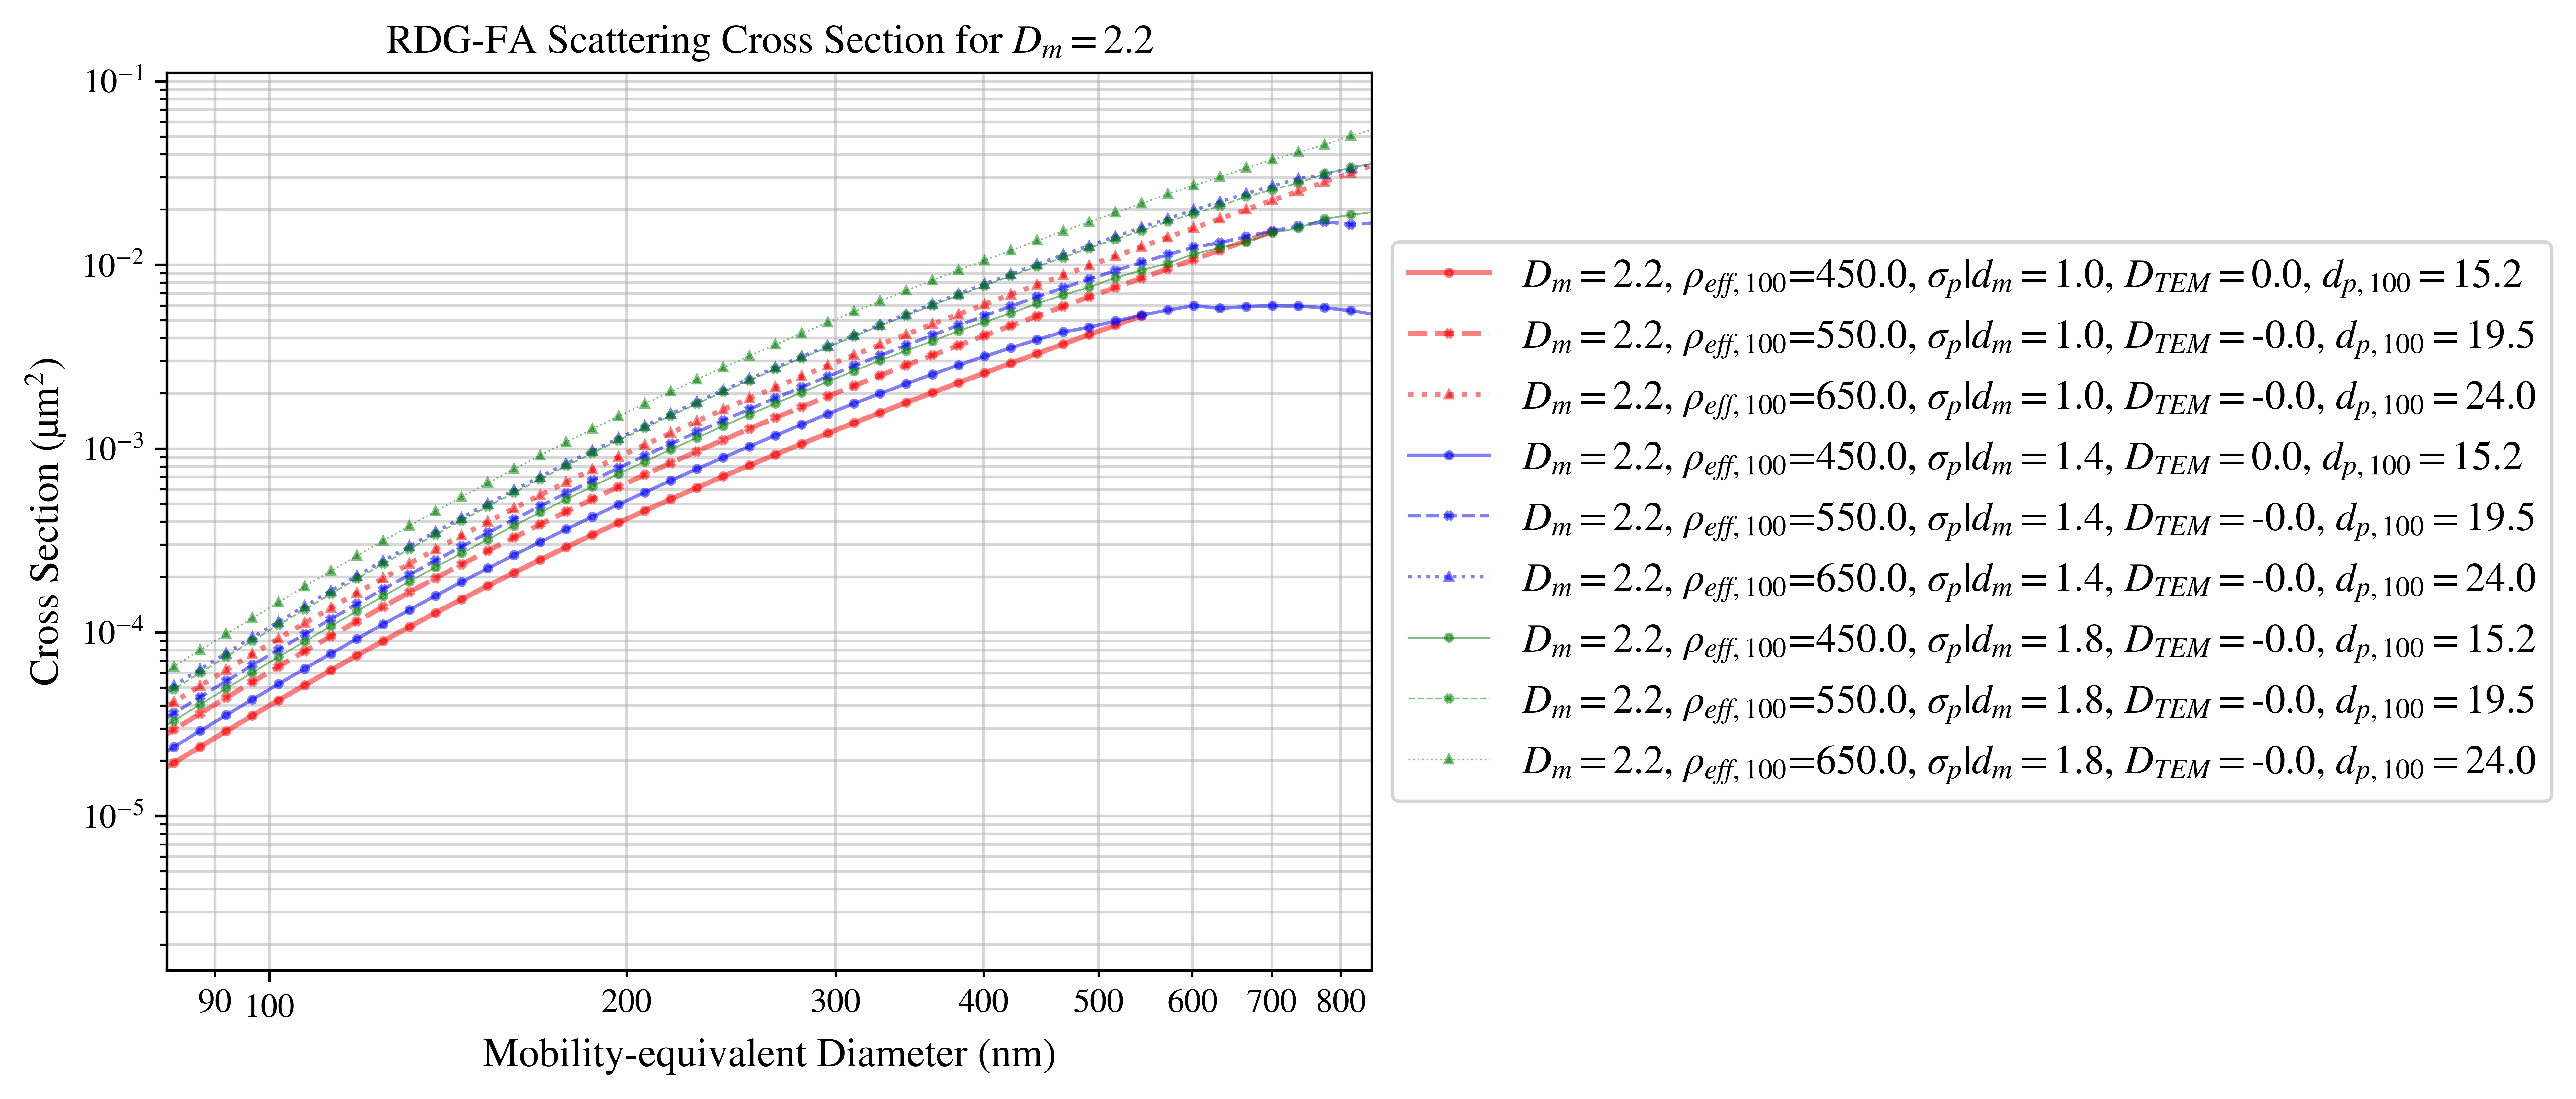 RDG-FA Scattering Cross Section for Dₘ = 2.2
10⁻¹
10⁻²
10⁻³
10⁻⁴
10⁻⁵
Cross Section (μm²)
90 100 200 300 400 500 600 700 800
Mobility-equivalent Diameter (nm)
D_m = 2.2, ρ_eff,100=450.0, σ_p|d_m = 1.0, D_TEM = 0.0, d_p,100 = 15.2
D_m = 2.2, ρ_eff,100=550.0, σ_p|d_m = 1.0, D_TEM = -0.0, d_p,100 = 19.5
D_m = 2.2, ρ_eff,100=650.0, σ_p|d_m = 1.0, D_TEM = -0.0, d_p,100 = 24.0
D_m = 2.2, ρ_eff,100=450.0, σ_p|d_m = 1.4, D_TEM = 0.0, d_p,100 = 15.2
D_m = 2.2, ρ_eff,100=550.0, σ_p|d_m = 1.4, D_TEM = -0.0, d_p,100 = 19.5
D_m = 2.2, ρ_eff,100=650.0, σ_p|d_m = 1.4, D_TEM = -0.0, d_p,100 = 24.0
D_m = 2.2, ρ_eff,100=450.0, σ_p|d_m = 1.8, D_TEM = -0.0, d_p,100 = 15.2
D_m = 2.2, ρ_eff,100=550.0, σ_p|d_m = 1.8, D_TEM = -0.0, d_p,100 = 19.5
D_m = 2.2, ρ_eff,100=650.0, σ_p|d_m = 1.8, D_TEM = -0.0, d_p,100 = 24.0